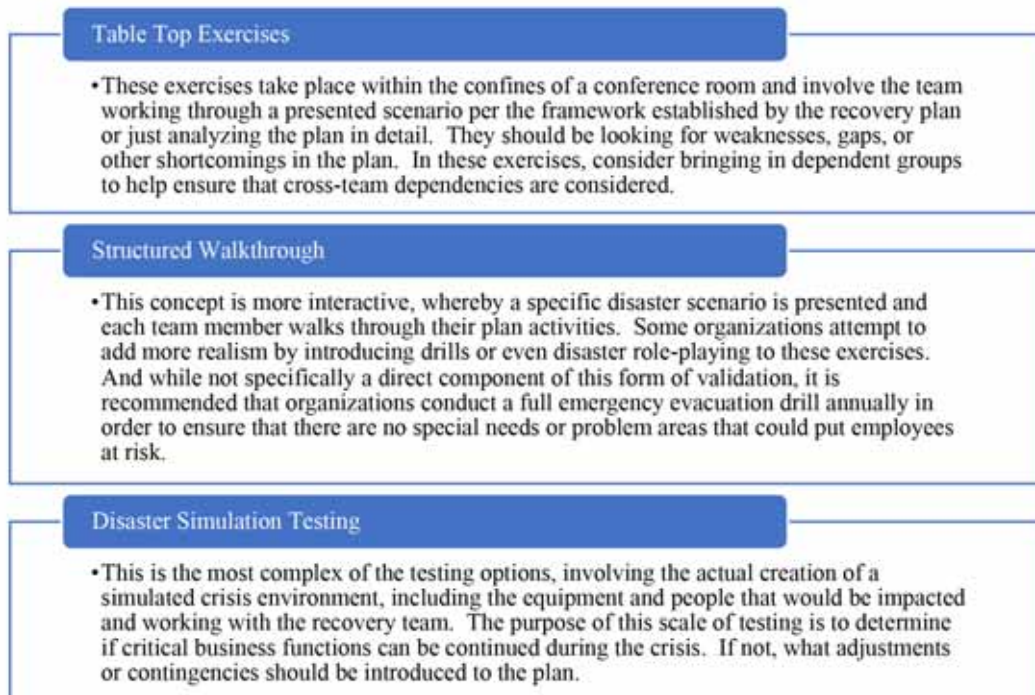 Table Top Exercises
•These exercises take place within the confines of a conference room and involve the team
working through a presented scenario per the framework established by the recovery plan
or just analyzing the plan in detail.  They should be looking for weaknesses, gaps, or
other shortcomings in the plan.  In these exercises, consider bringing in dependent groups
to help ensure that cross-team dependencies are considered.
Structured Walkthrough
•This concept is more interactive, whereby a specific disaster scenario is presented and
each team member walks through their plan activities.  Some organizations attempt to
add more realism by introducing drills or even disaster role-playing to these exercises.
And while not specifically a direct component of this form of validation, it is
recommended that organizations conduct a full emergency evacuation drill annually in
order to ensure that there are no special needs or problem areas that could put employees
at risk.
Disaster Simulation Testing
•This is the most complex of the testing options, involving the actual creation of a
simulated crisis environment, including the equipment and people that would be impacted
and working with the recovery team.  The purpose of this scale of testing is to determine
if critical business functions can be continued during the crisis.  If not, what adjustments
or contingencies should be introduced to the plan.